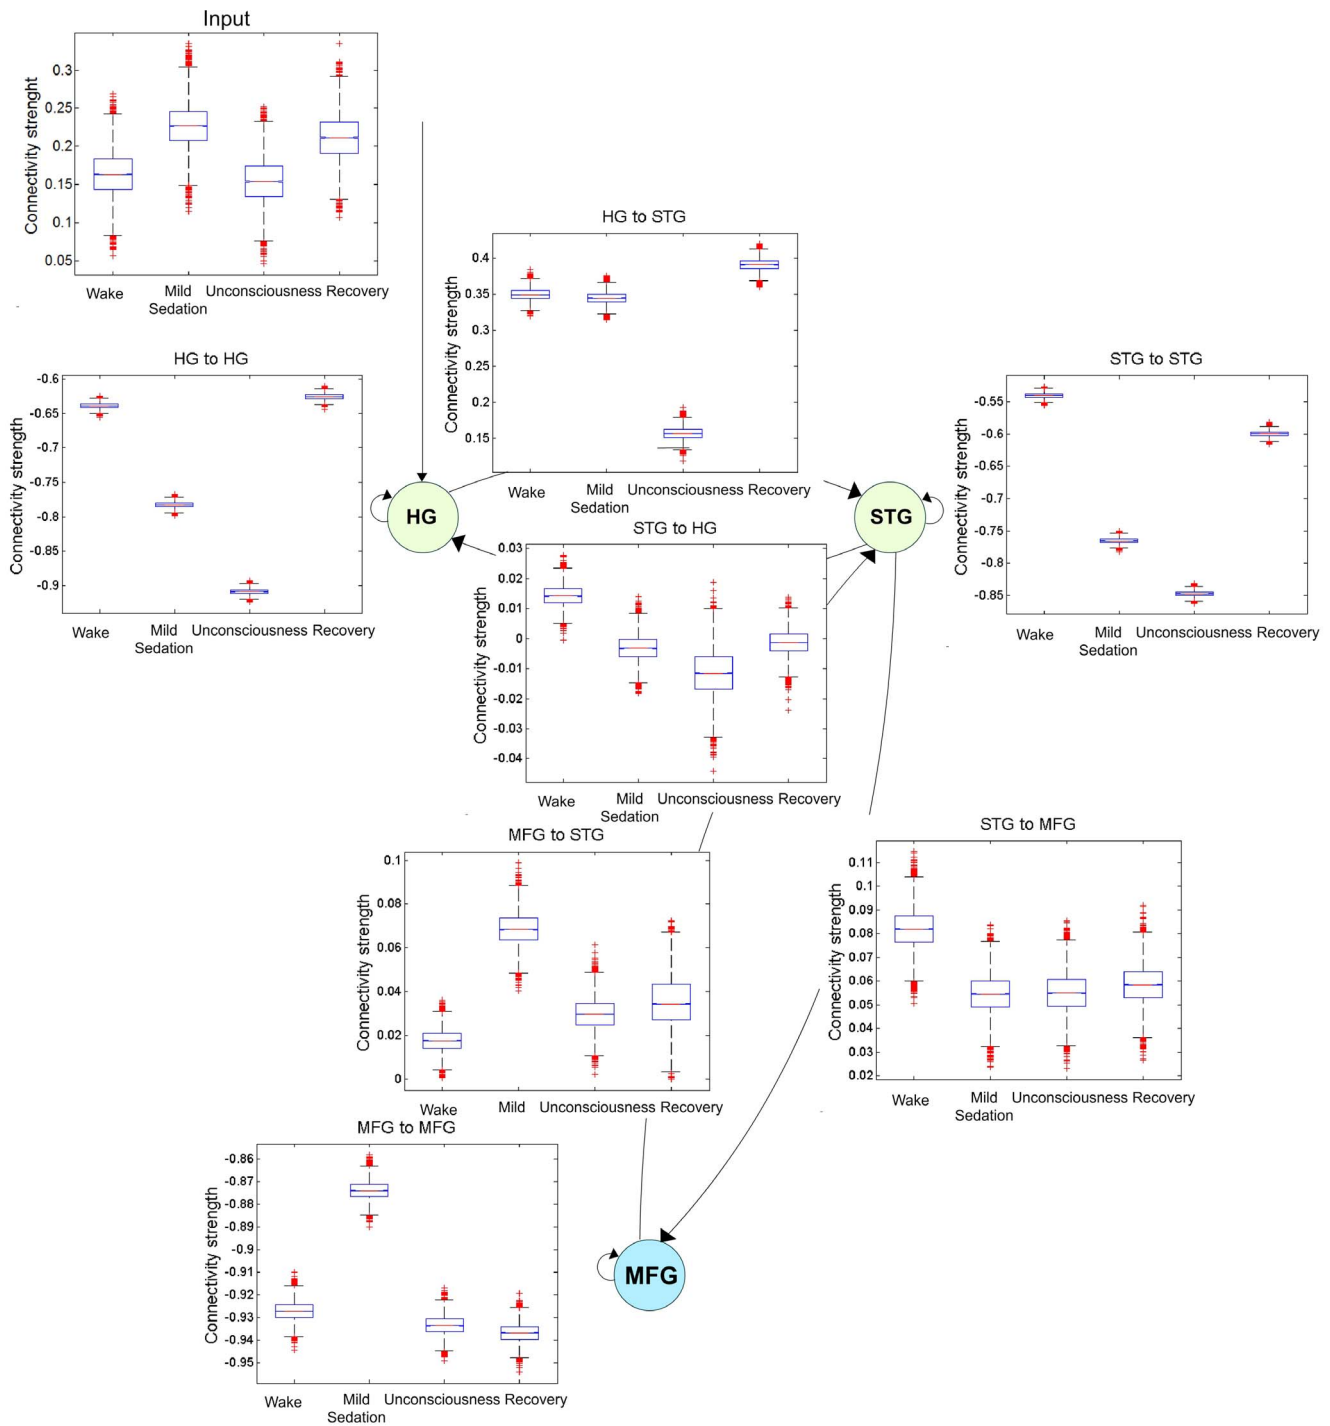 Input
Connectivity strenght
0.3
0.25
0.2
0.15
0.1
0.05
Wake
Mild
Sedation
Unconsciousness
Recovery
HG to STG
Connectivity strength
0.4
0.35
0.3
0.2
0.15
Wake
Mild
Sedation
Unconsciousness
Recovery
HG to HG
Connectivity strength
-0.6
-0.65
-0.7
-0.75
-0.8
-0.85
-0.9
Wake
Mild
Sedation
Unconsciousness
Recovery
STG to STG
Connectivity strength
-0.55
-0.6
-0.65
-0.7
-0.75
-0.8
-0.85
Wake
Mild
Sedation
Unconsciousness
Recovery
HG
STG
STG to HG
Connectivity strength
0.03
0.02
0.01
0
-0.01
-0.02
-0.03
-0.04
Wake
Mild
Sedation
Unconsciousness
Recovery
MFG to STG
Connectivity strength
0.1
0.08
0.06
0.04
0.02
0
Wake
Mild
Unconsciousness
Recovery
STG to MFG
Connectivity strength
0.11
0.1
0.09
0.08
0.07
0.06
0.05
0.04
0.03
0.02
Wake
Mild
Sedation
Unconsciousness
Recovery
MFG to MFG
Connectivity strength
-0.86
-0.87
-0.88
-0.89
-0.9
-0.91
-0.92
-0.93
-0.94
-0.95
Wake
Mild
Sedation
Unconsciousness
Recovery
MFG